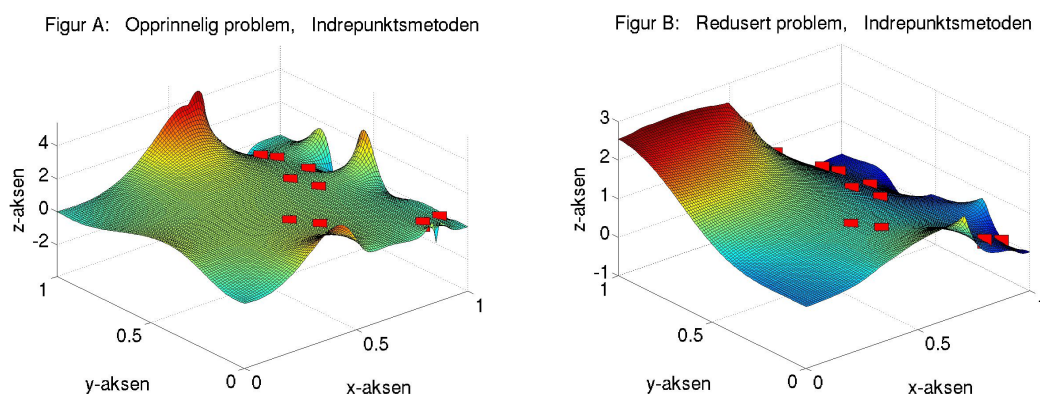 Figur A: Opprinnelig problem, Indrepunktsmetoden
4
2
0
-2
z-aksen
1
0.5
0
y-aksen
0
0.5
1
x-aksen
Figur B: Redusert problem, Indrepunktsmetoden
3
2
1
0
-1
z-aksen
1
0.5
0
y-aksen
0
0.5
x-aksen